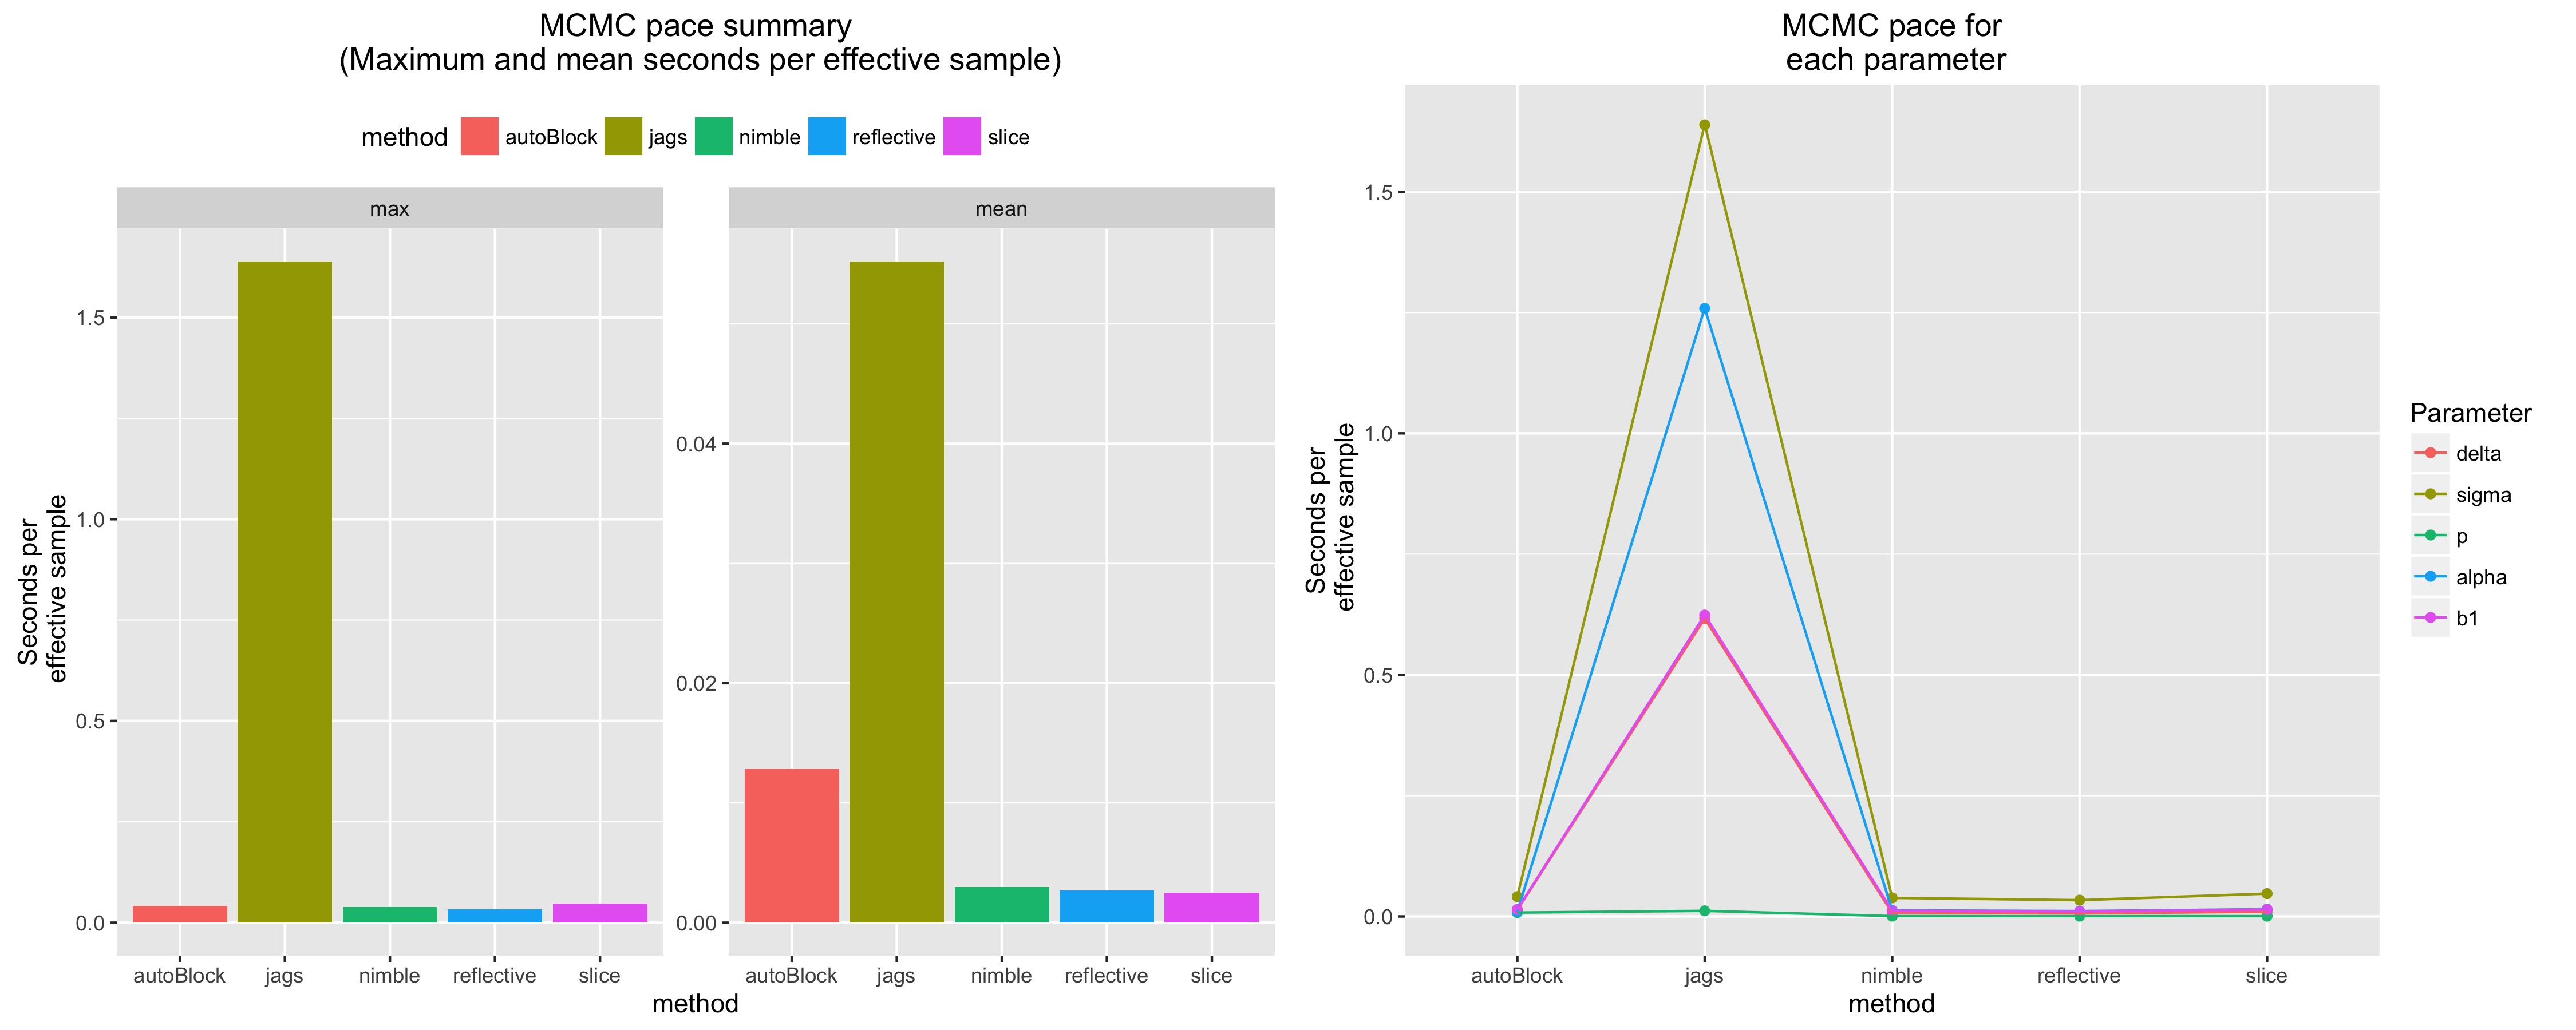 MCMC pace summary
(Maximum and mean seconds per effective sample)
method autoBlock jags nimble reflective slice
max
mean
Seconds per
effective sample
1.5
1.0
0.5
0.0
0.04
0.02
0.00
autoBlock jags nimble reflective slice
autoBlock jags nimble reflective slice
method
MCMC pace for
each parameter
Seconds per
effective sample
1.5
1.0
0.5
0.0
autoBlock jags nimble reflective slice
method
Parameter
delta
sigma
p
alpha
b1